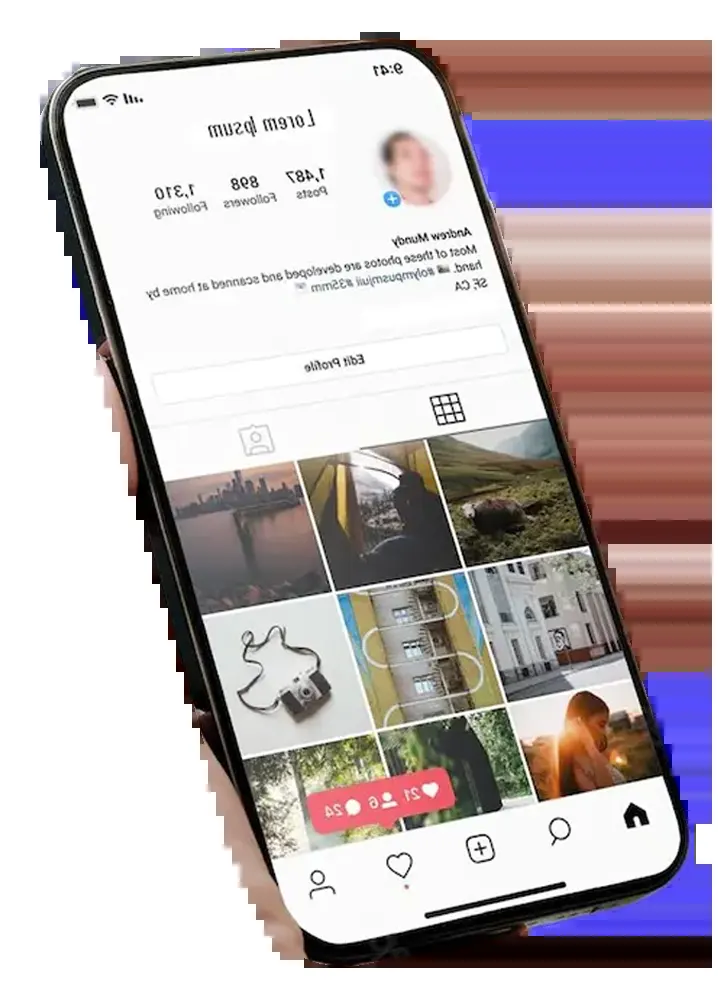 9:41
Lorem Ipsum
1,487 898 1,310
Posts Followers Following
Andrew Mundy
Most of these photos are developed and scanned at home by
hand. #olympusmjuii #35mm
SF, CA
Edit Profile
21 6 24